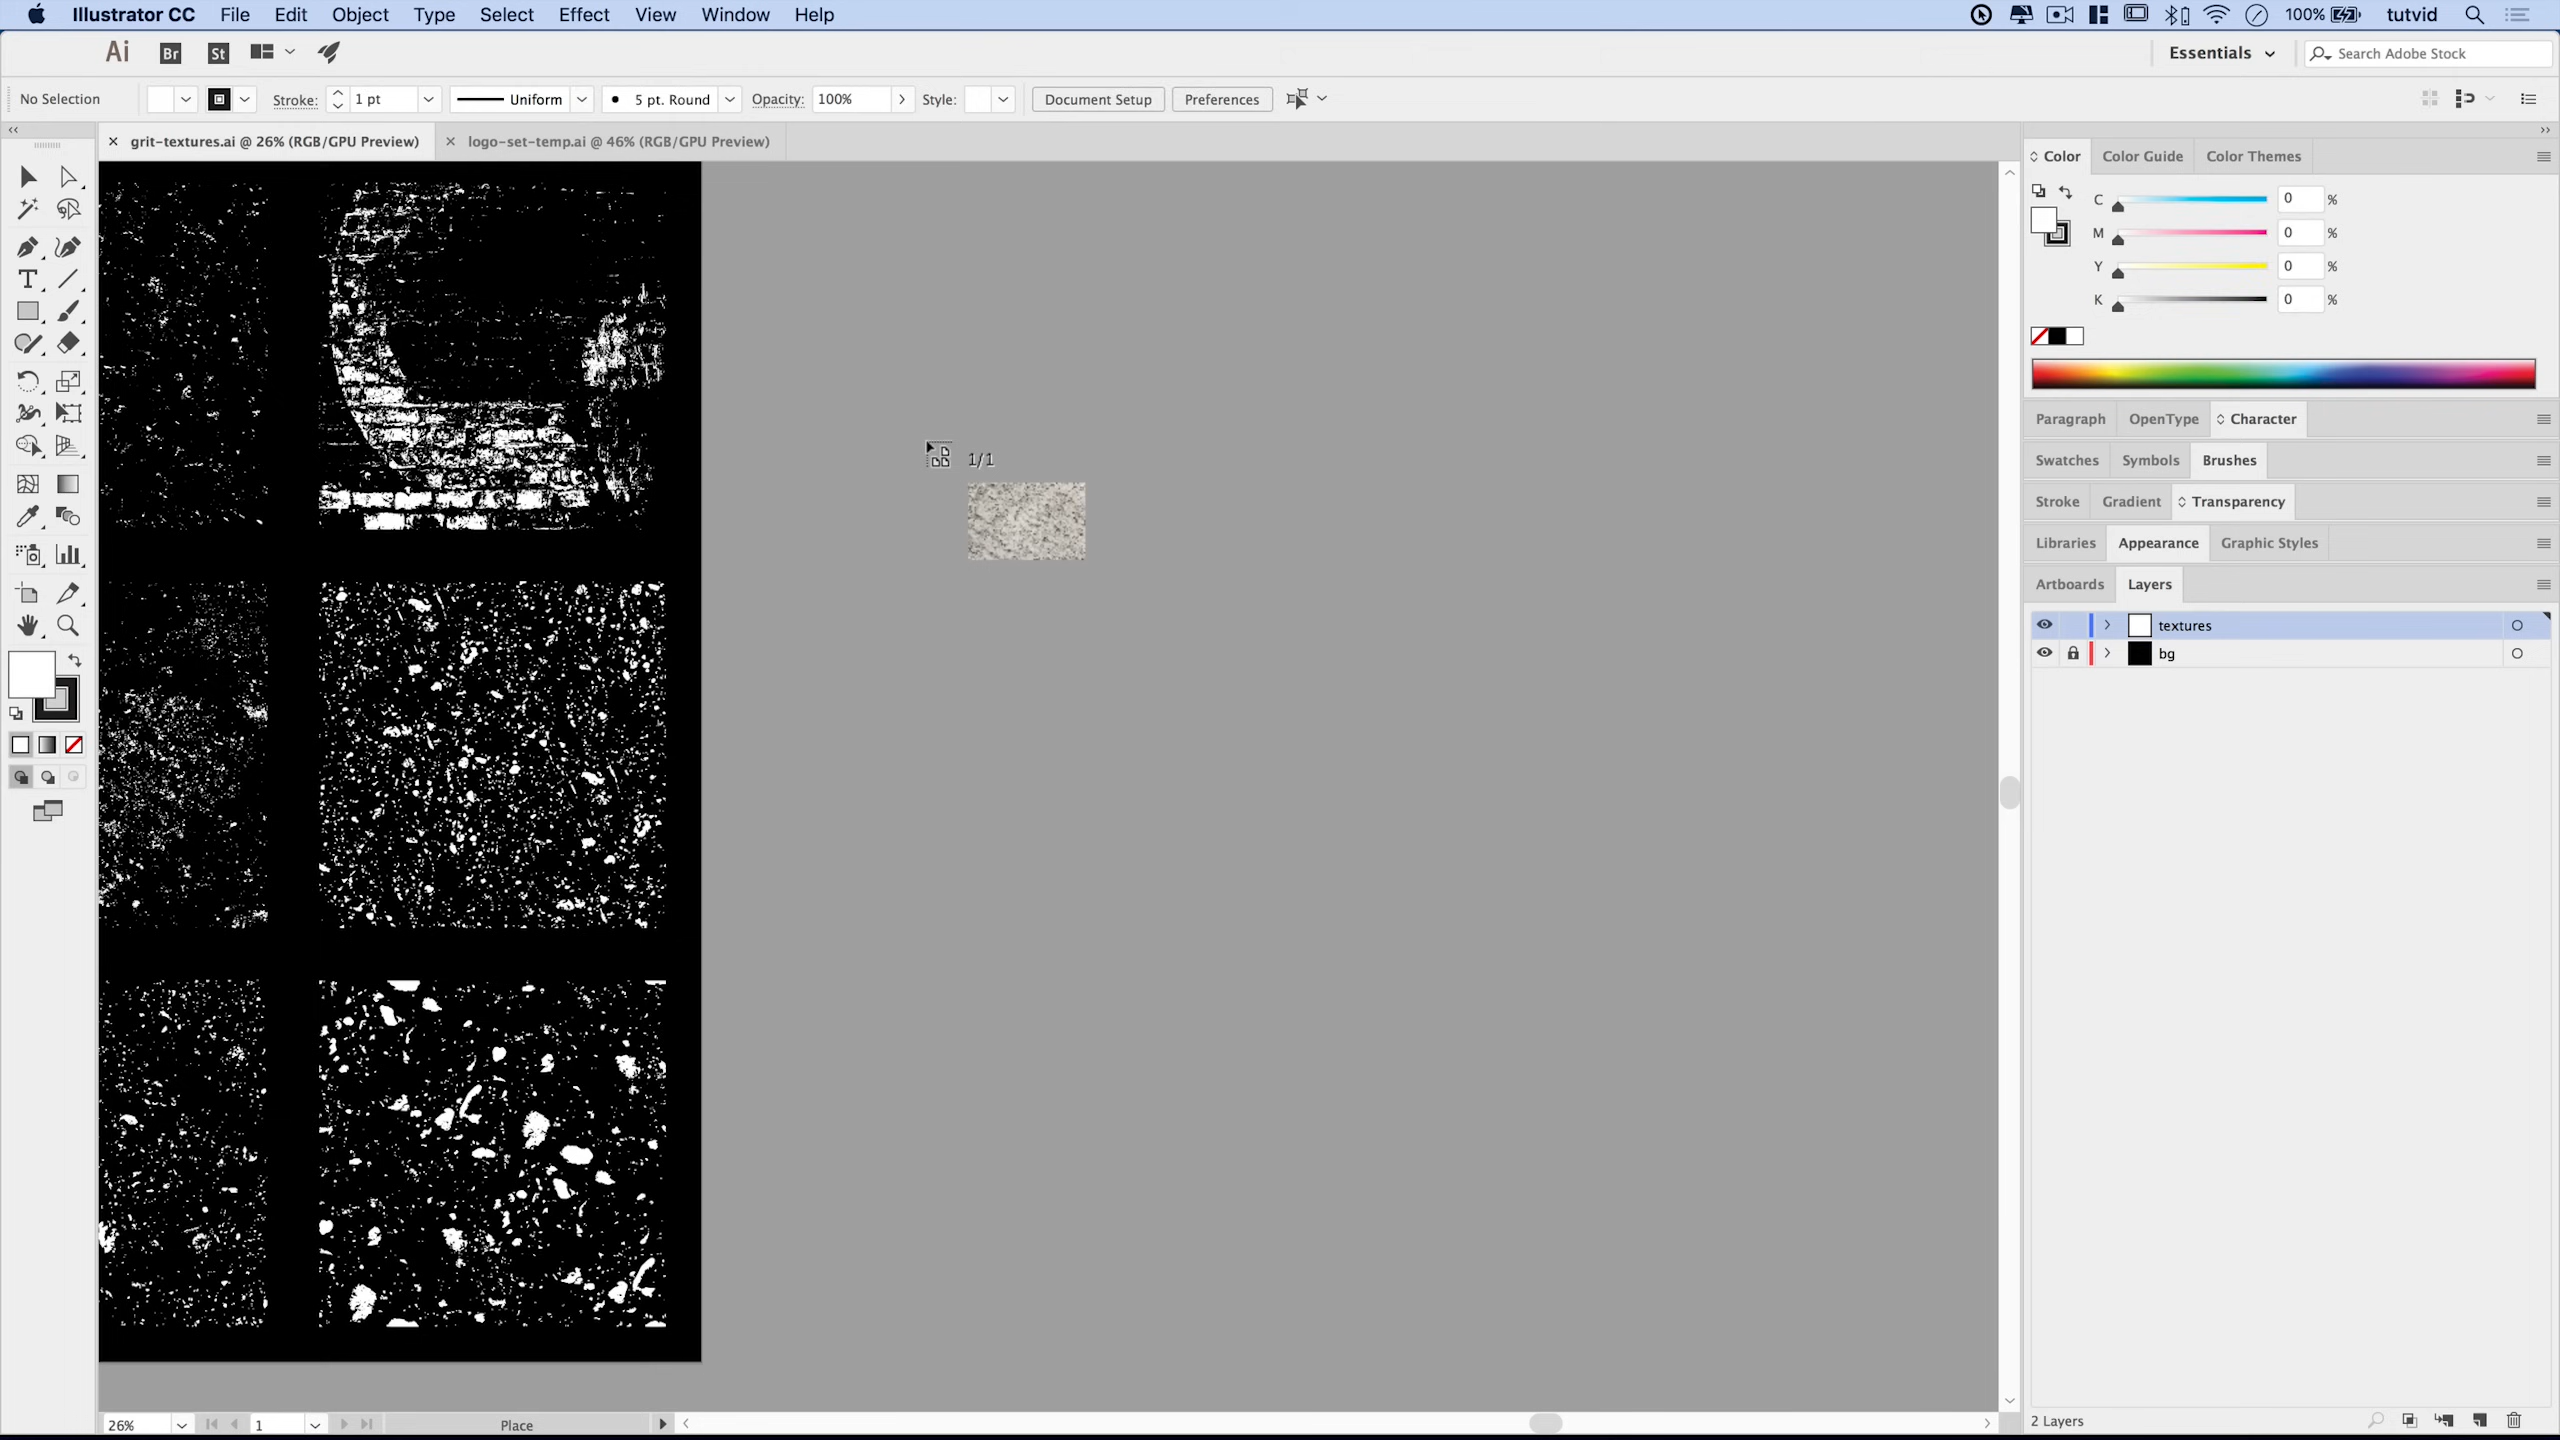 Illustrator CC File Edit Object Type Select Effect View Window Help 100% tutvid
Ai Br St Essentials Search Adobe Stock
No Selection Stroke: 1 pt Uniform 5 pt. Round Opacity: 100% Style: Document Setup Preferences
grit-textures.ai @ 26% (RGB/GPU Preview) logo-set-temp.ai @ 46% (RGB/GPU Preview)
Color Color Guide Color Themes
C 0 %
M 0 %
Y 0 %
K 0 %
Paragraph OpenType Character
1/1
Swatches Symbols Brushes
Stroke Gradient Transparency
Libraries Appearance Graphic Styles
Artboards Layers
textures
bg
26% 1 Place
2 Layers